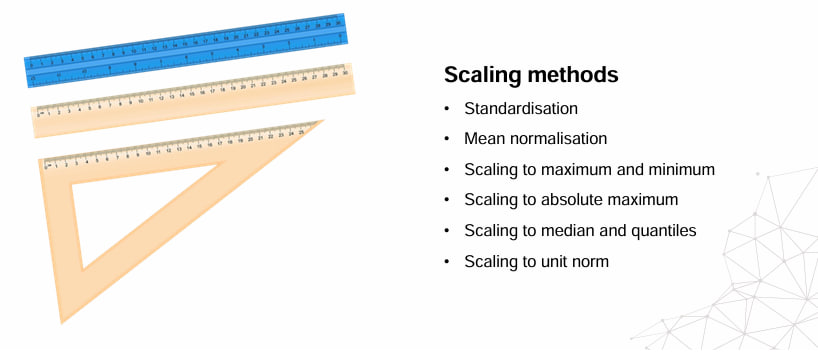 Scaling methods
• Standardisation
• Mean normalisation
• Scaling to maximum and minimum
• Scaling to absolute maximum
• Scaling to median and quantiles
• Scaling to unit norm